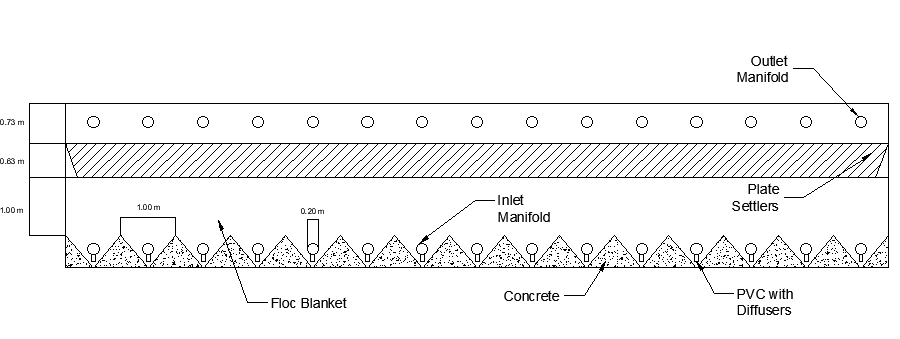 Outlet
Manifold
0.73 m
0.63 m
Plate
Settlers
1.00 m
1.00 m
0.20 m
Inlet
Manifold
Floc Blanket
Concrete
PVC with
Diffusers